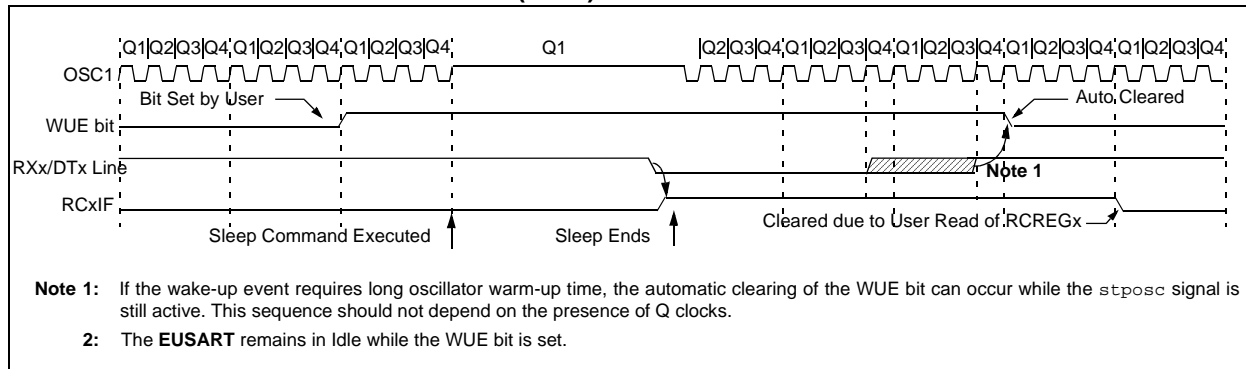 Q1 Q2 Q3 Q4 Q1 Q2 Q3 Q4 Q1 Q2 Q3 Q4 Q1 Q2 Q3 Q4 Q1 Q2 Q3 Q4 Q1 Q2 Q3 Q4 Q1 Q2 Q3 Q4 Q1 Q2 Q3 Q4
OSC1
Bit Set by User
Auto Cleared
WUE bit
RXx/DTx Line
Note 1
RCxIF
Cleared due to User Read of RCREGx
Sleep Command Executed
Sleep Ends
Note 1: If the wake-up event requires long oscillator warm-up time, the automatic clearing of the WUE bit can occur while the stposc signal is
still active. This sequence should not depend on the presence of Q clocks.
2: The EUSART remains in Idle while the WUE bit is set.